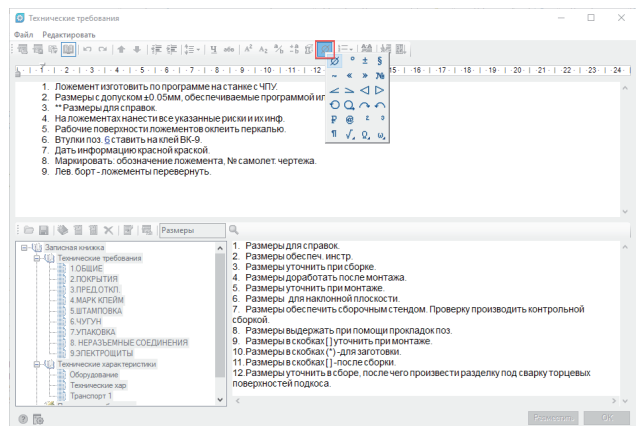 Технические требования
Файл Редактировать
1. Ложемент изготовить по программе на станке с ЧПУ.
2. Размеры с допуском ±0.05мм, обеспечиваемые программой
3. ** Размеры для справок.
4. На ложементах нанести все указанные риски и их инф.
5. Рабочие поверхности ложементов оклеить перкалью.
6. Втулки поз. 6 ставить на клей ВК-9.
7. Дать информацию красной краской.
8. Маркировать: обозначение ложемента, № самолет. чертежа.
9. Лев. борт - ложементы перевернуть.
Размеры
Записная книжка
Технические требования
1.ОБЩИЕ
2.ПОКРЫТИЯ
3.ПРЕД.ОТКЛ.
4.МАРК КЛЕЙМ
5.ШТАМПОВКА
6.ЧУГУН
7.УПАКОВКА
8. НЕРАЗЪЕМНЫЕ СОЕДИНЕНИЯ
9.ЭЛЕКТРОЩИТЫ
Технические характеристики
Оборудование
Технические хар
Транспорт 1
1. Размеры для справок.
2. Размеры обеспеч. инстр.
3. Размеры уточнить при сборке.
4. Размеры доработать после монтажа.
5. Размеры уточнить при монтаже.
6. Размеры для наклонной плоскости.
7. Размеры обеспечить сборочным стендом. Проверку производить контрольной
сборкой.
8. Размеры выдержать при помощи прокладок поз.
9. Размеры в скобках [ ] уточнить при монтаже.
10.Размеры в скобках (*) -для заготовки.
11.Размеры в скобках [ ] -после сборки.
12.Размеры уточнить в сборе, после чего произвести разделку под сварку торцевых
поверхностей подкоса.
Разместить OK